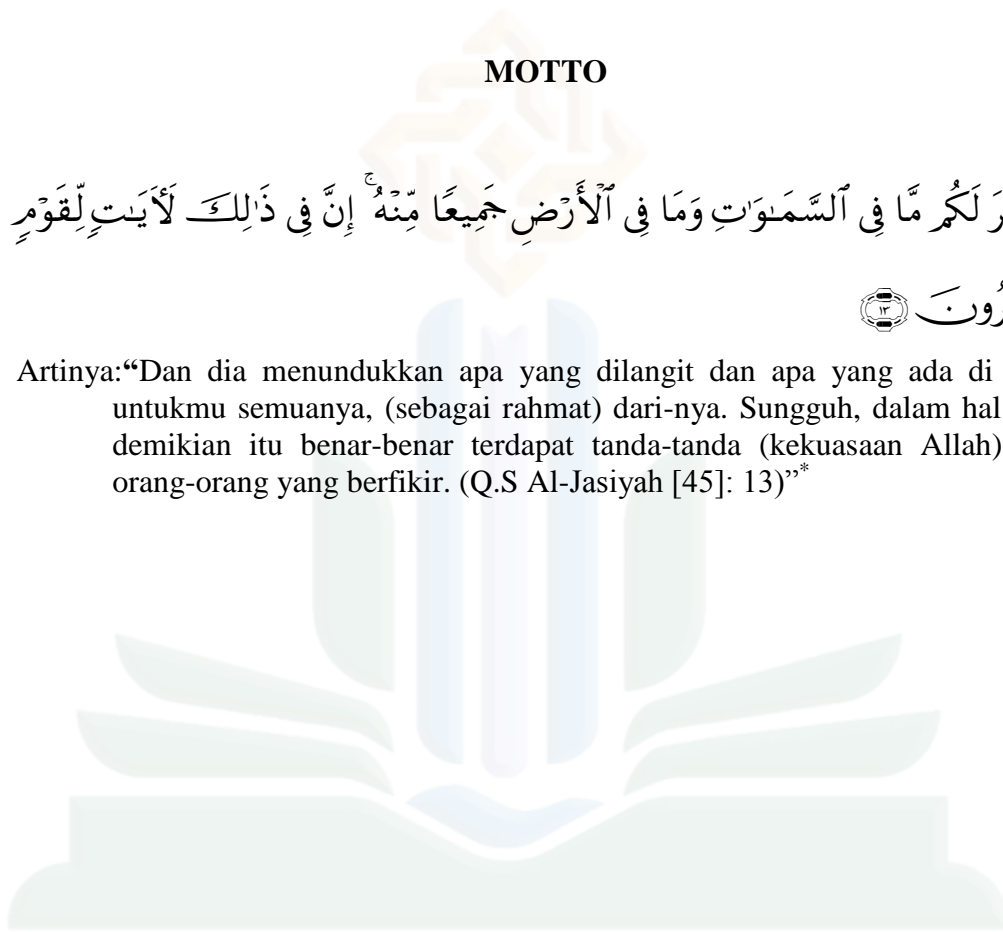 MOTTO
لَكُم مَّا فِى ٱلسَّمَـٰوَٰتِ وَمَا فِى ٱلْأَرْضِ جَمِيعًا مِّنْهُ ۚ إِنَّ فِى ذَٰلِكَ لَـَٔايَـٰتٍ لِّقَوْمٍ
۝١٣
Artinya:“Dan dia menundukkan apa yang dilangit dan apa yang ada di
untukmu semuanya, (sebagai rahmat) dari-nya. Sungguh, dalam hal
demikian itu benar-benar terdapat tanda-tanda (kekuasaan Allah)
orang-orang yang berfikir. (Q.S Al-Jasiyah [45]: 13)”*